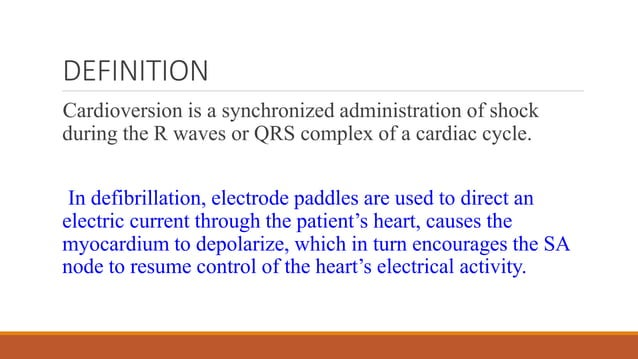 DEFINITION
Cardioversion is a synchronized administration of shock
during the R waves or QRS complex of a cardiac cycle.
In defibrillation, electrode paddles are used to direct an
electric current through the patient’s heart, causes the
myocardium to depolarize, which in turn encourages the SA
node to resume control of the heart’s electrical activity.